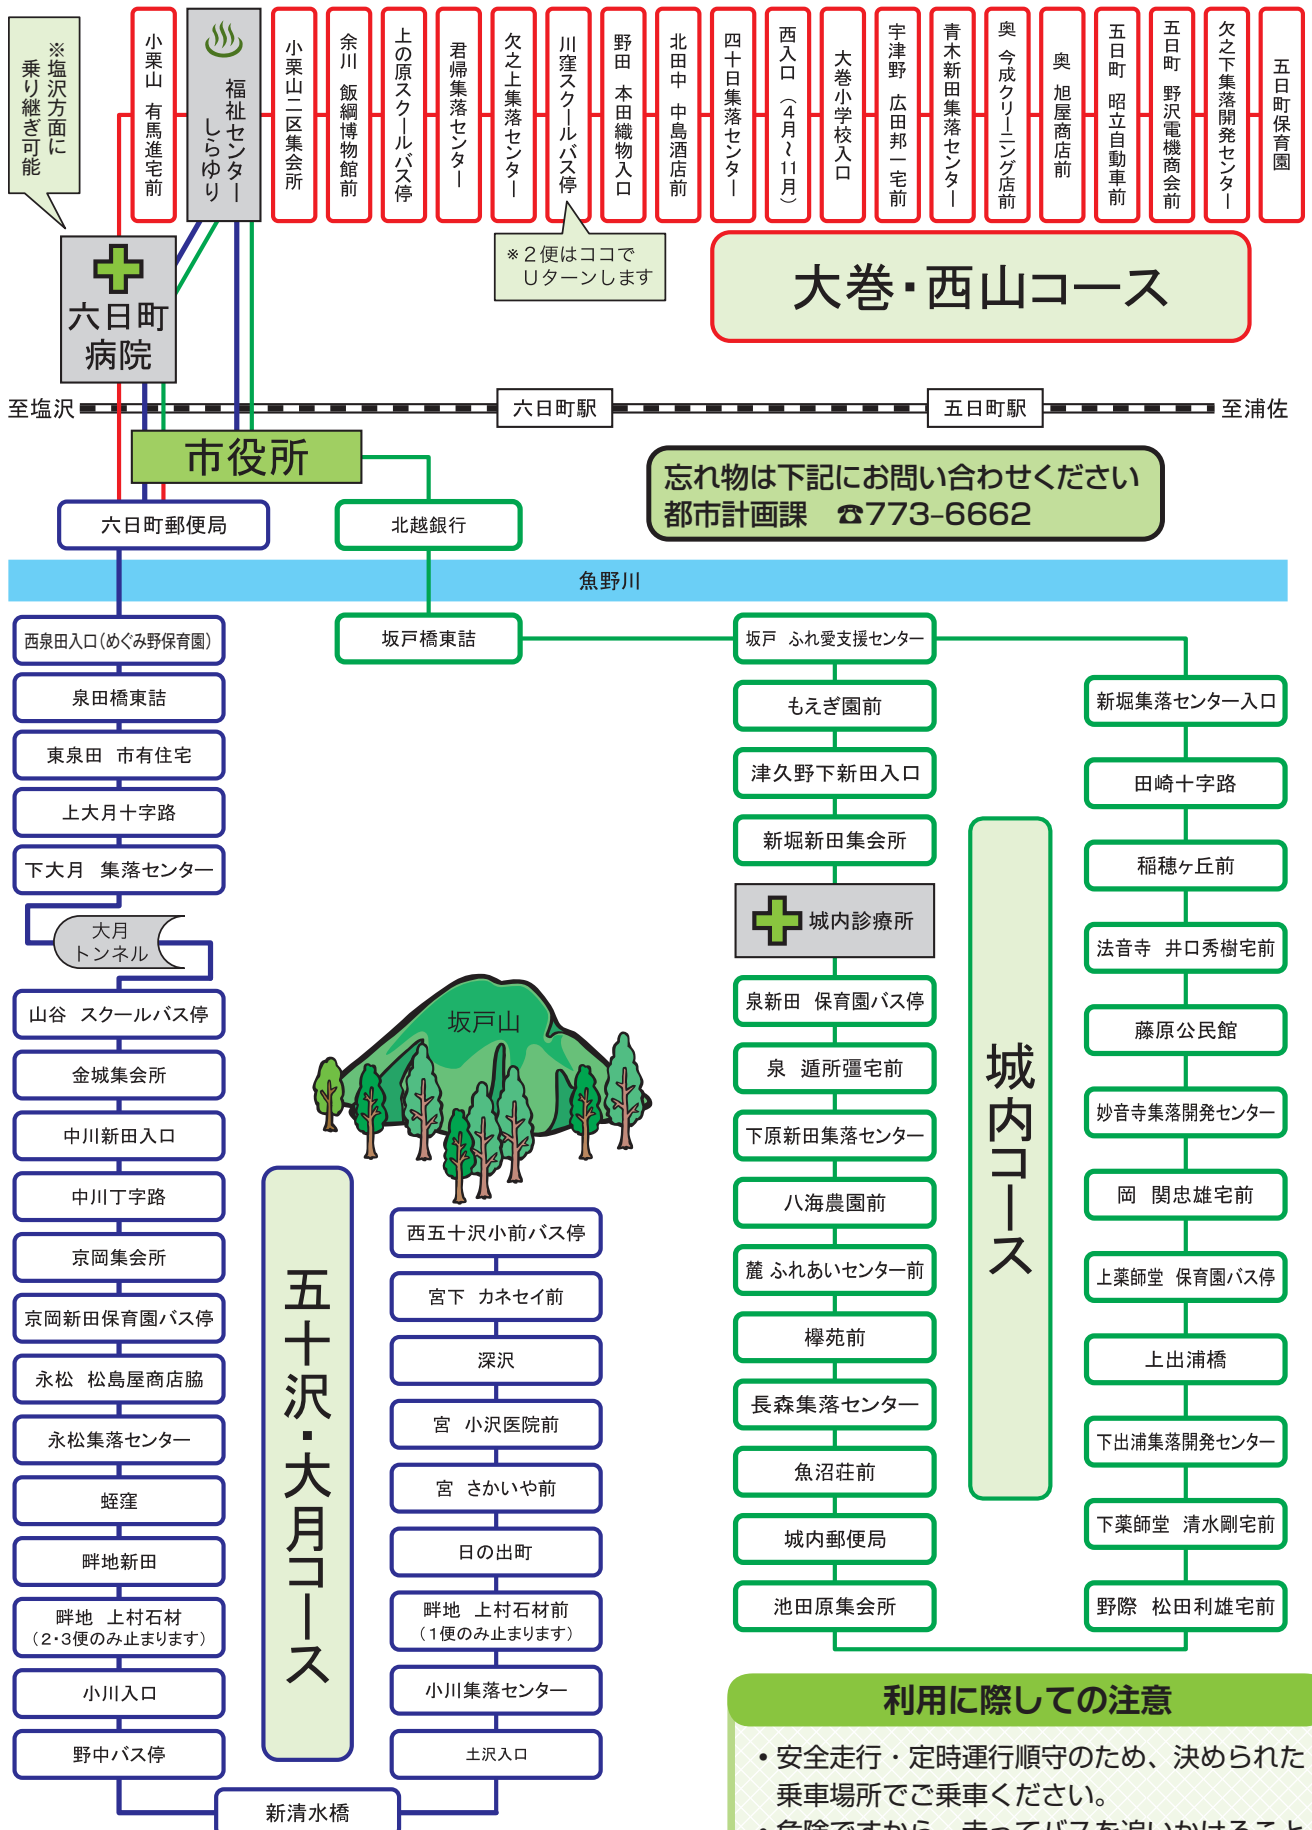 ※塩沢方面に
乗り継ぎ可能
小栗山 有馬進宅前
福祉センター
しらゆり
小栗山二区集会所
余川 飯綱博物館前
上の原スクールバス停
君帰集落センター
欠之上集落センター
川窪スクールバス停
野田 本田織物入口
北田中 中島酒店前
四十日集落センター
西入口（4月～11月）
大巻小学校入口
宇津野 広田邦一宅前
青木新田集落センター
奥 今成クリーニング店前
奥 旭屋商店前
五日町 昭立自動車前
五日町 野沢電機商会前
欠之下集落開発センター
五日町保育園
※２便はココで
Uターンします
大巻・西山コース
六日町
病院
至塩沢
六日町駅
五日町駅
至浦佐
市役所
忘れ物は下記にお問い合わせください
都市計画課 ☎773-6662
六日町郵便局
北越銀行
魚野川
西泉田入口（めぐみ野保育園）
泉田橋東詰
東泉田 市有住宅
上大月十字路
下大月 集落センター
大月
トンネル
山谷 スクールバス停
金城集会所
中川新田入口
中川丁字路
京岡集会所
京岡新田保育園バス停
永松 松島屋商店脇
永松集落センター
蛭窪
畔地新田
畔地 上村石材
（2・3便のみ止まります）
小川入口
野中バス停
新清水橋
坂戸山
五十沢・大月コース
西五十沢小前バス停
宮下 カネセイ前
深沢
宮 小沢医院前
宮 さかいや前
日の出町
畔地 上村石材前
（１便のみ止まります）
小川集落センター
土沢入口
坂戸橋東詰
坂戸 ふれ愛支援センター
もえぎ園前
津久野下新田入口
新堀新田集会所
城内診療所
泉新田 保育園バス停
泉 遁所彊宅前
下原新田集落センター
八海農園前
麓 ふれあいセンター前
欅苑前
長森集落センター
魚沼荘前
城内郵便局
池田原集会所
城内コース
新堀集落センター入口
田崎十字路
稲穂ヶ丘前
法音寺 井口秀樹宅前
藤原公民館
妙音寺集落開発センター
岡 関忠雄宅前
上薬師堂 保育園バス停
上出浦橋
下出浦集落開発センター
下薬師堂 清水剛宅前
野際 松田利雄宅前
利用に際しての注意
・安全走行・定時運行順守のため、決められた
乗車場所でご乗車ください。
・危険ですから、走ってバスを追いかけること